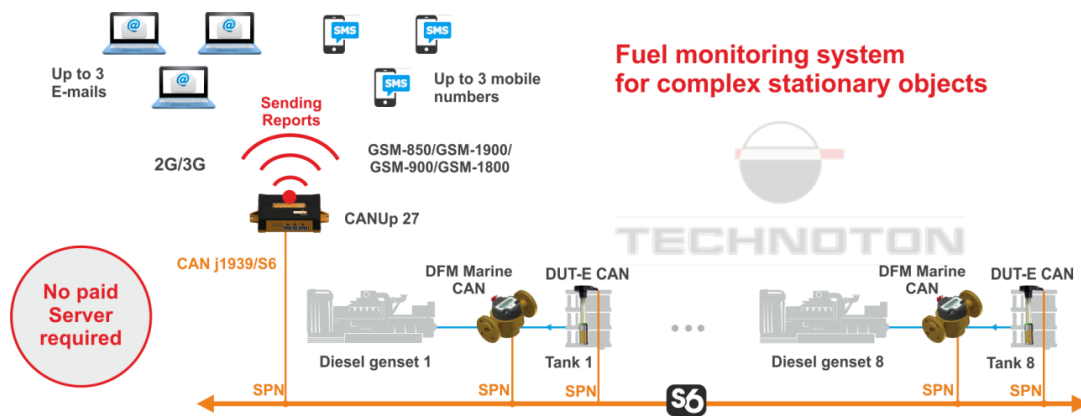 @
@
@
@
SMS
SMS
SMS
Up to 3
E-mails
Up to 3 mobile
numbers
Fuel monitoring system
for complex stationary objects
Sending
Reports
2G/3G
GSM-850/GSM-1900/
GSM-900/GSM-1800
CANUp 27
TECHNOTON
CAN j1939/S6
No paid
Server
required
DFM Marine
CAN
DUT-E CAN
Diesel genset 1
Tank 1
...
DFM Marine
CAN
DUT-E CAN
Diesel genset 8
Tank 8
SPN
SPN
SPN
SPN
SPN
S6